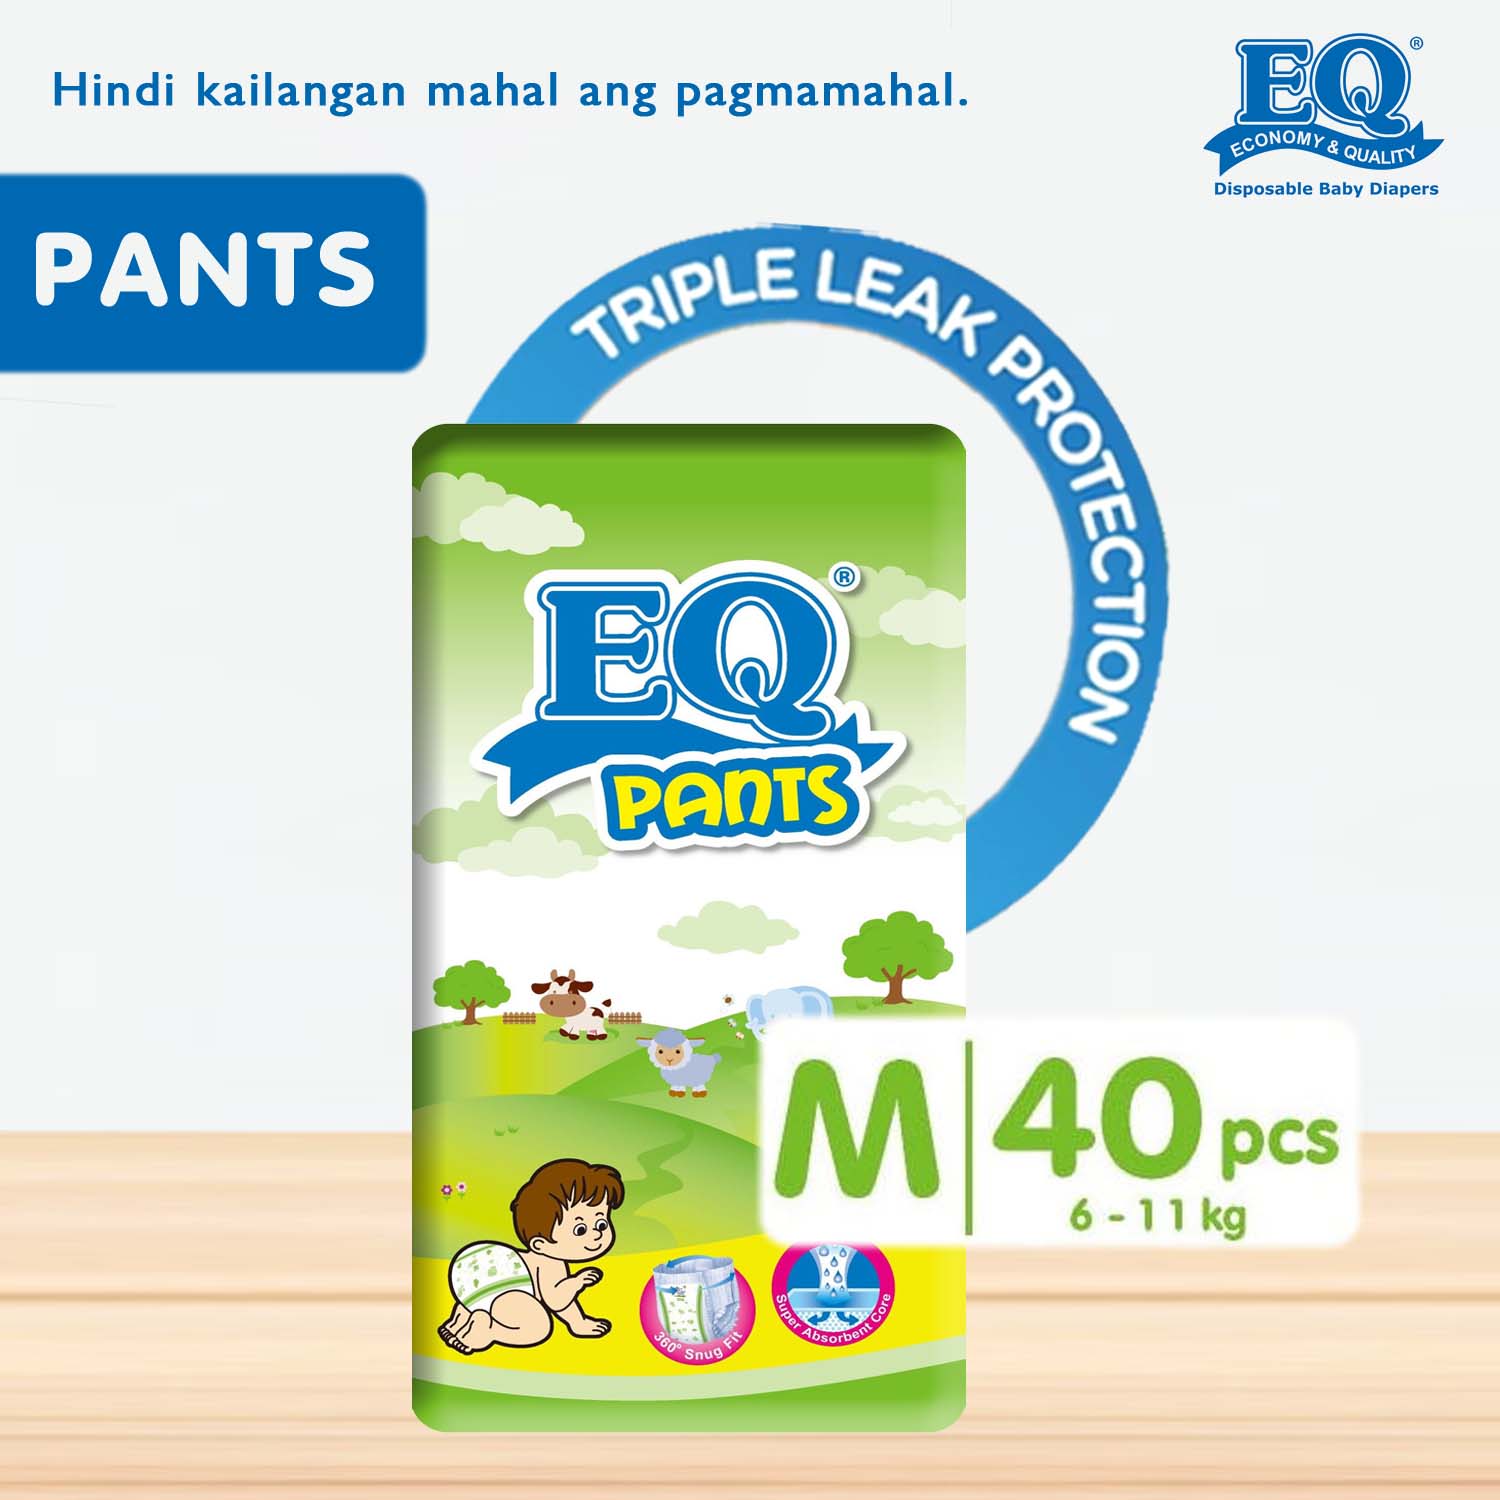 Hindi kailangan mahal ang pagmamahal.
EQ®
ECONOMY & QUALITY
Disposable Baby Diapers
PANTS
TRIPLE LEAK PROTECTION
EQ®
PANTS
M 40 pcs
6 - 11 kg
360° Snug Fit
Super Absorbent Core